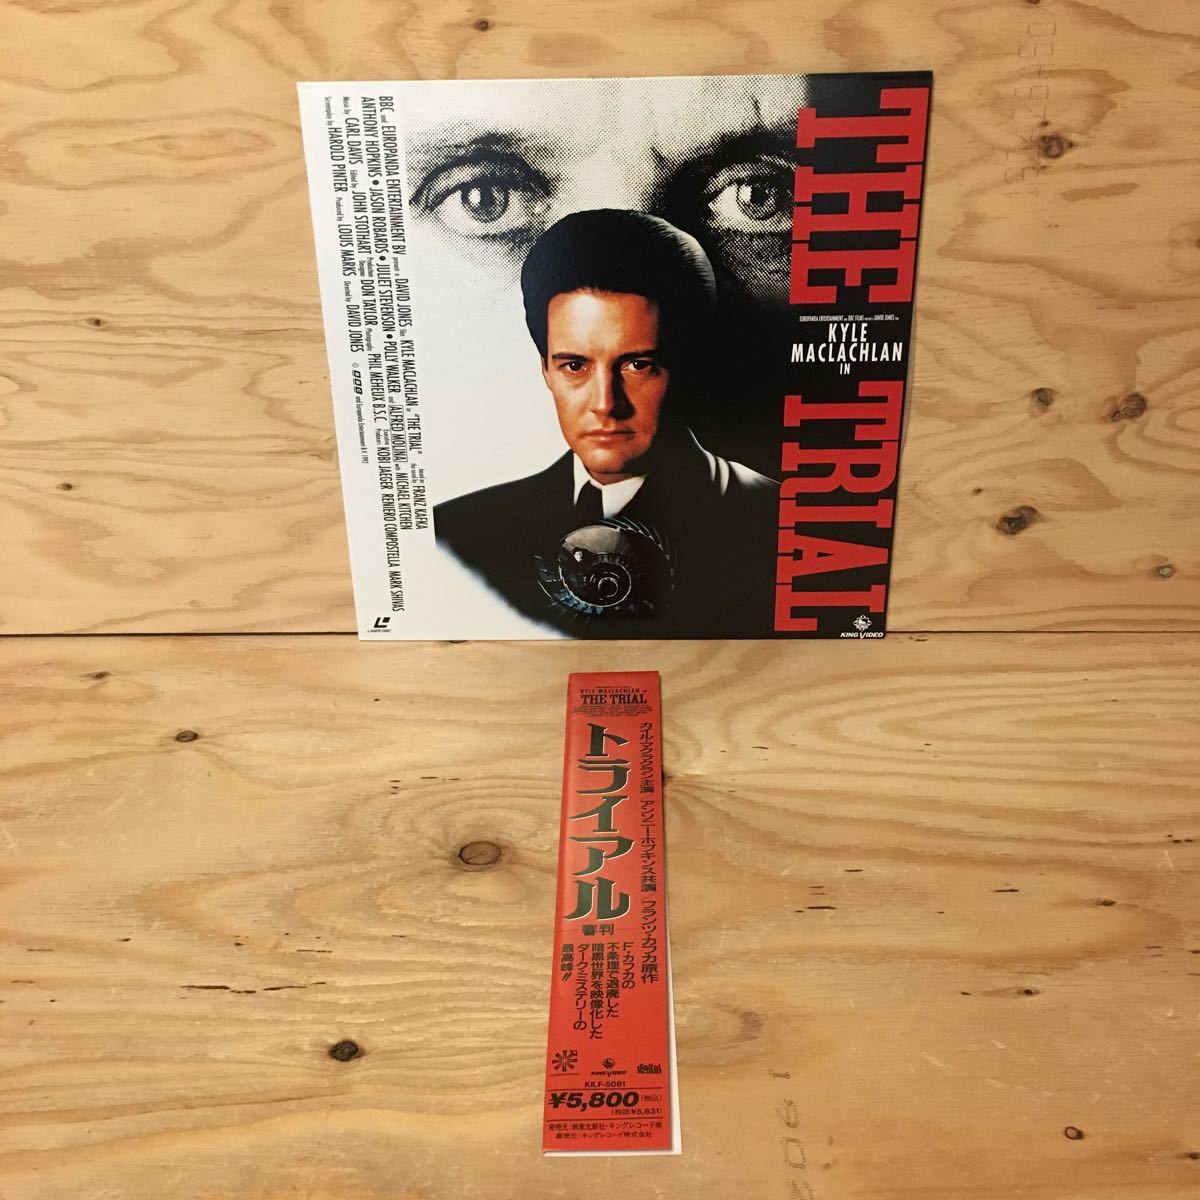 THE TRIAL
EUROPANDA ENTERTAINMENT and BBC FILMS presents a DAVID JONES film
KYLE
MACLACHLAN
IN
BBC and EUROPANDA ENTERTAINMENT BV present a DAVID JONES film KYLE MACLACHLAN in "THE TRIAL" based on the novel by FRANZ KAFKA
ANTHONY HOPKINS • JASON ROBARDS • JULIET STEVENSON • POLLY WALKER and ALFRED MOLINA with MICHAEL KITCHEN
Music by CARL DAVIS Edited by JOHN STOTHART Production Designer DON TAYLOR Photography PHIL MEHEUX B.S.C. Executive Producers KOBI JAEGER RENIERO COMPOSTELLA MARK SHIVAS
Screenplay by HAROLD PINTER Produced by LOUIS MARKS Directed by DAVID JONES © BBC and Europanda Entertainment B.V. 1992
LASER DISC
KING VIDEO
KYLE MACLACHLAN in
THE TRIAL
カイル・マクラクラン主演/アンソニー・ホプキンス共演/フランツ・カフカ原作
トライアル
審判
F・カフカの
不条理で退廃した
暗黒世界を映像化した
ダーク・ミステリーの
最高峰!!
KING VIDEO
digital
KILF-5081
¥5,800(税込)
(税抜¥5,631)
発売元:㈱東北新社・キングレコード㈱
販売元:キングレコード株式会社